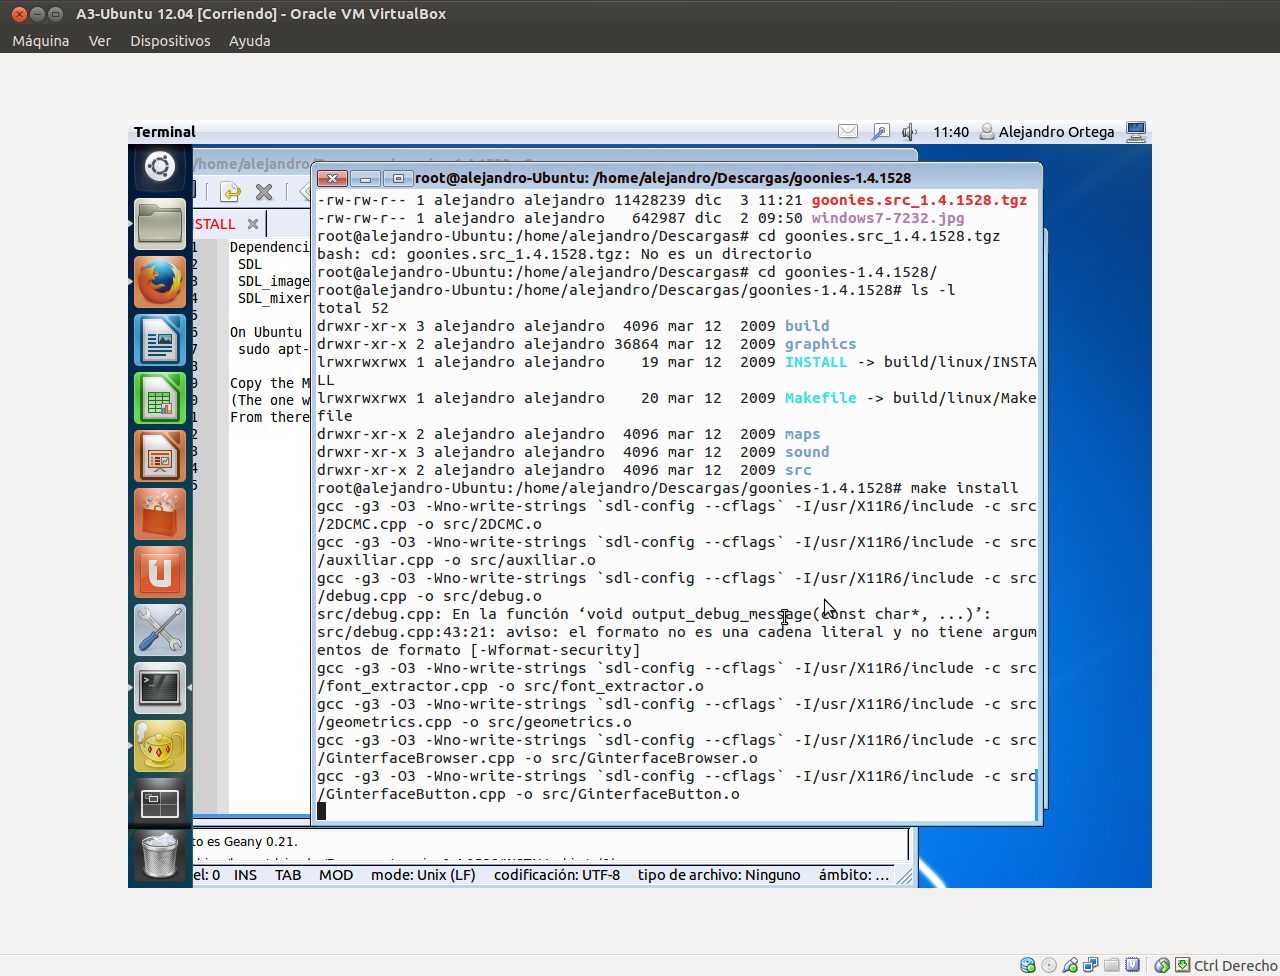 A3-Ubuntu 12.04 [Corriendo] - Oracle VM VirtualBox
Máquina Ver Dispositivos Ayuda
Terminal 11:40 Alejandro Ortega
/home/alejandro/
root@alejandro-Ubuntu: /home/alejandro/Descargas/goonies-1.4.1528
STALL
Dependenci
SDL
SDL_image
SDL_mixer
On Ubuntu
sudo apt-
Copy the M
(The one w
From there
-rw-rw-r-- 1 alejandro alejandro 11428239 dic  3 11:21 goonies.src_1.4.1528.tgz
-rw-rw-r-- 1 alejandro alejandro   642987 dic  2 09:50 windows7-7232.jpg
root@alejandro-Ubuntu:/home/alejandro/Descargas# cd goonies.src_1.4.1528.tgz
bash: cd: goonies.src_1.4.1528.tgz: No es un directorio
root@alejandro-Ubuntu:/home/alejandro/Descargas# cd goonies-1.4.1528/
root@alejandro-Ubuntu:/home/alejandro/Descargas/goonies-1.4.1528# ls -l
total 52
drwxr-xr-x 3 alejandro alejandro  4096 mar 12  2009 build
drwxr-xr-x 2 alejandro alejandro 36864 mar 12  2009 graphics
lrwxrwxrwx 1 alejandro alejandro    19 mar 12  2009 INSTALL -> build/linux/INSTA
LL
lrwxrwxrwx 1 alejandro alejandro    20 mar 12  2009 Makefile -> build/linux/Make
file
drwxr-xr-x 2 alejandro alejandro  4096 mar 12  2009 maps
drwxr-xr-x 3 alejandro alejandro  4096 mar 12  2009 sound
drwxr-xr-x 2 alejandro alejandro  4096 mar 12  2009 src
root@alejandro-Ubuntu:/home/alejandro/Descargas/goonies-1.4.1528# make install
gcc -g3 -O3 -Wno-write-strings `sdl-config --cflags` -I/usr/X11R6/include -c src
/2DCMC.cpp -o src/2DCMC.o
gcc -g3 -O3 -Wno-write-strings `sdl-config --cflags` -I/usr/X11R6/include -c src
/auxiliar.cpp -o src/auxiliar.o
gcc -g3 -O3 -Wno-write-strings `sdl-config --cflags` -I/usr/X11R6/include -c src
/debug.cpp -o src/debug.o
src/debug.cpp: En la función ‘void output_debug_message(const char*, ...)’:
src/debug.cpp:43:21: aviso: el formato no es una cadena literal y no tiene argum
entos de formato [-Wformat-security]
gcc -g3 -O3 -Wno-write-strings `sdl-config --cflags` -I/usr/X11R6/include -c src
/font_extractor.cpp -o src/font_extractor.o
gcc -g3 -O3 -Wno-write-strings `sdl-config --cflags` -I/usr/X11R6/include -c src
/geometrics.cpp -o src/geometrics.o
gcc -g3 -O3 -Wno-write-strings `sdl-config --cflags` -I/usr/X11R6/include -c src
/GinterfaceBrowser.cpp -o src/GinterfaceBrowser.o
gcc -g3 -O3 -Wno-write-strings `sdl-config --cflags` -I/usr/X11R6/include -c src
/GinterfaceButton.cpp -o src/GinterfaceButton.o
to es Geany 0.21.
el: 0 INS TAB MOD mode: Unix (LF) codificación: UTF-8 tipo de archivo: Ninguno ámbito: ...
Ctrl Derecho